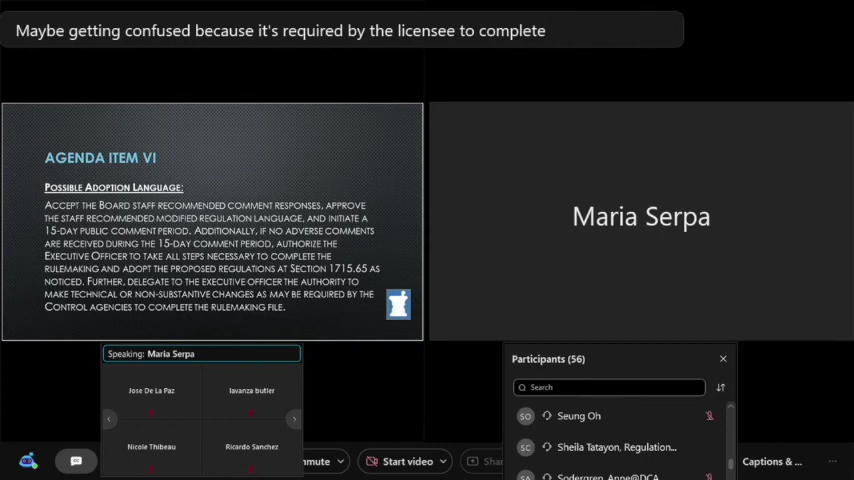 Maybe getting confused because it's required by the licensee to complete
AGENDA ITEM VI
POSSIBLE ADOPTION LANGUAGE:
ACCEPT THE BOARD STAFF RECOMMENDED COMMENT RESPONSES, APPROVE
THE STAFF RECOMMENDED MODIFIED REGULATION LANGUAGE, AND INITIATE A
15-DAY PUBLIC COMMENT PERIOD. ADDITIONALLY, IF NO ADVERSE COMMENTS
ARE RECEIVED DURING THE 15-DAY COMMENT PERIOD, AUTHORIZE THE
EXECUTIVE OFFICER TO TAKE ALL STEPS NECESSARY TO COMPLETE THE
RULEMAKING AND ADOPT THE PROPOSED REGULATIONS AT SECTION 1715.65 AS
NOTICED. FURTHER, DELEGATE TO THE EXECUTIVE OFFICER THE AUTHORITY TO
MAKE TECHNICAL OR NON-SUBSTANTIVE CHANGES AS MAY BE REQUIRED BY THE
CONTROL AGENCIES TO COMPLETE THE RULEMAKING FILE.
Maria Serpa
Speaking: Maria Serpa
Jose De La Paz
lavanza butler
Nicole Thibeau
Ricardo Sanchez
Participants (56)
Search
SO Seung Oh
SC Sheila Tatayon, Regulation...
SA Sodergren, Anne@DCA
mute
Start video
Shar
Captions & ...